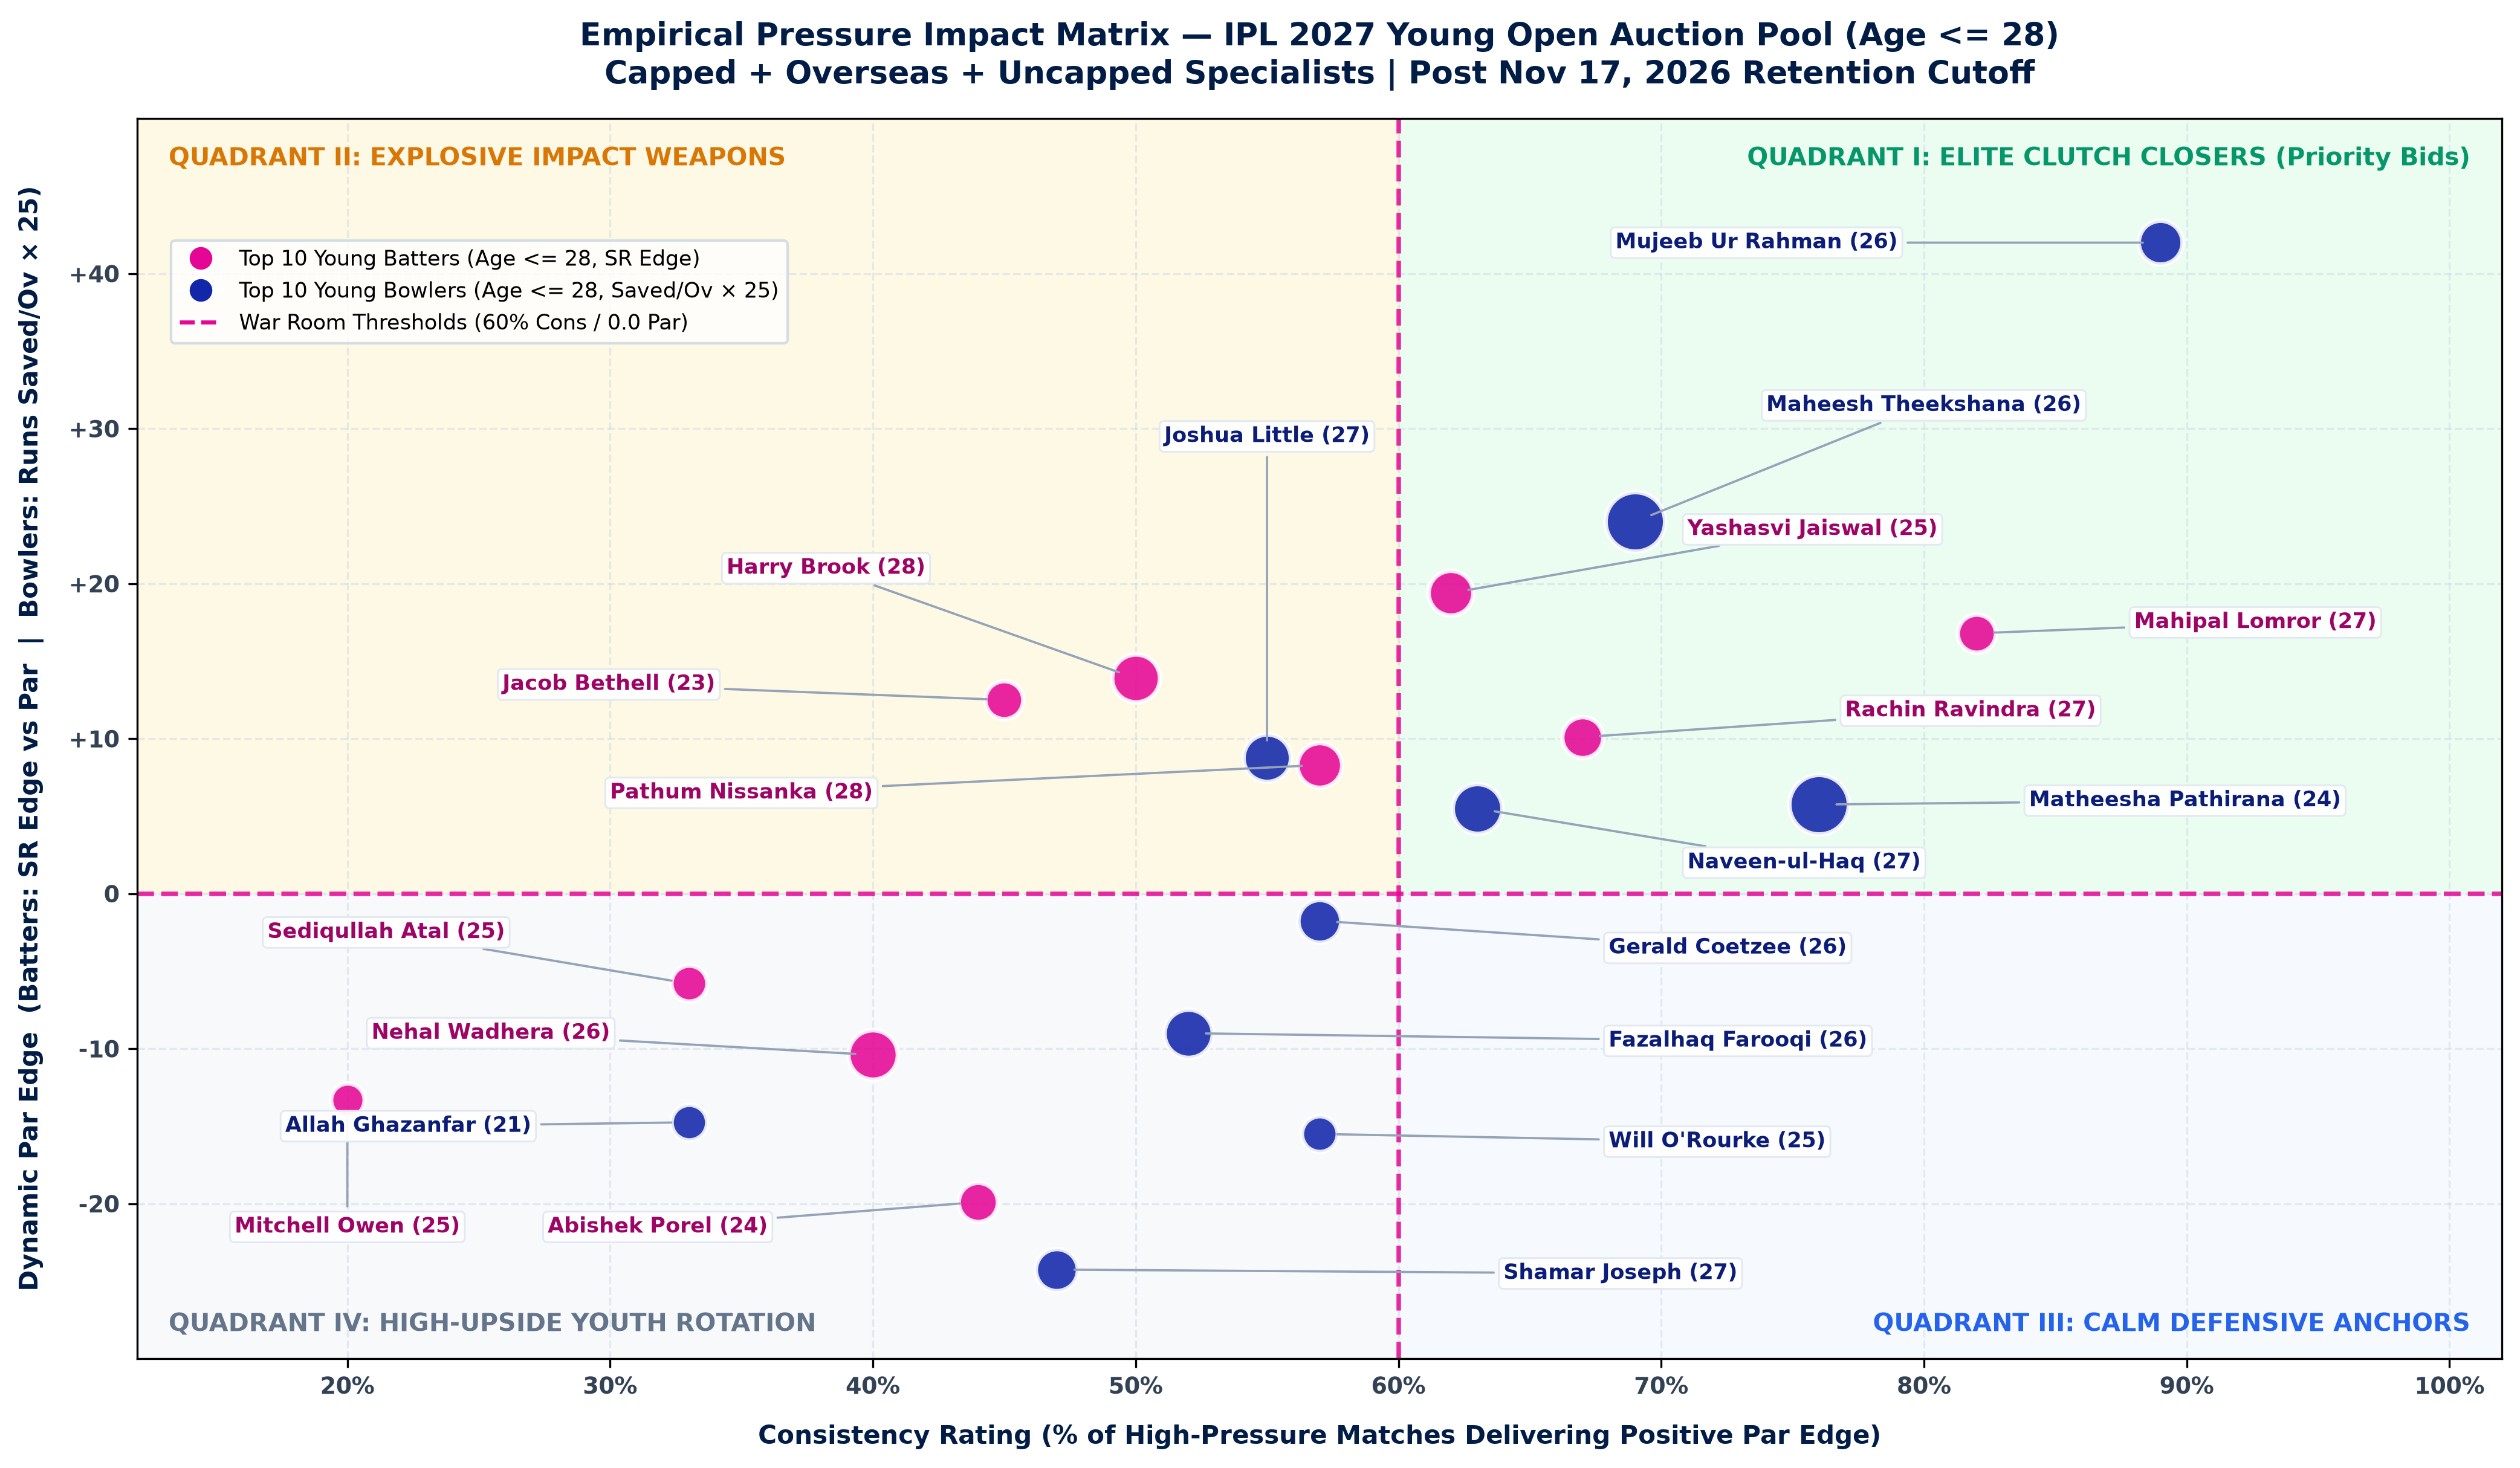 Empirical Pressure Impact Matrix — IPL 2027 Young Open Auction Pool (Age <= 28)
Capped + Overseas + Uncapped Specialists | Post Nov 17, 2026 Retention Cutoff
QUADRANT II: EXPLOSIVE IMPACT WEAPONS
QUADRANT I: ELITE CLUTCH CLOSERS (Priority Bids)
Top 10 Young Batters (Age <= 28, SR Edge)
Top 10 Young Bowlers (Age <= 28, Saved/Ov × 25)
War Room Thresholds (60% Cons / 0.0 Par)
Mujeeb Ur Rahman (26)
Maheesh Theekshana (26)
Joshua Little (27)
Yashasvi Jaiswal (25)
Harry Brook (28)
Mahipal Lomror (27)
Jacob Bethell (23)
Rachin Ravindra (27)
Pathum Nissanka (28)
Matheesha Pathirana (24)
Naveen-ul-Haq (27)
Sediqullah Atal (25)
Gerald Coetzee (26)
Nehal Wadhera (26)
Fazalhaq Farooqi (26)
Allah Ghazanfar (21)
Will O'Rourke (25)
Mitchell Owen (25)
Abishek Porel (24)
Shamar Joseph (27)
QUADRANT IV: HIGH-UPSIDE YOUTH ROTATION
QUADRANT III: CALM DEFENSIVE ANCHORS
+40
+30
+20
+10
0
-10
-20
20%
30%
40%
50%
60%
70%
80%
90%
100%
Consistency Rating (% of High-Pressure Matches Delivering Positive Par Edge)
Dynamic Par Edge (Batters: SR Edge vs Par | Bowlers: Runs Saved/Ov × 25)